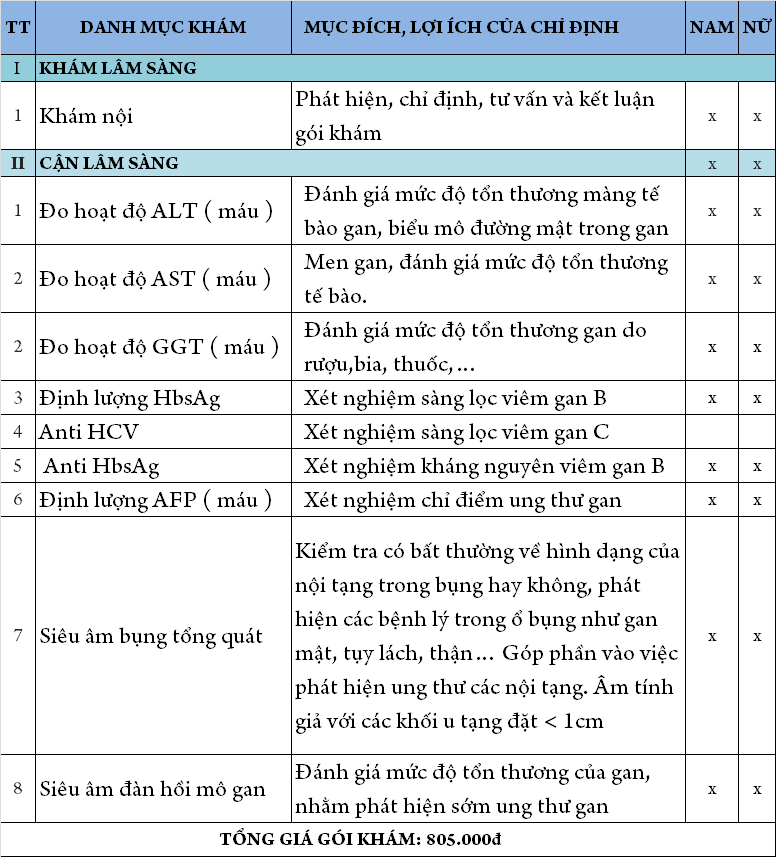 TT DANH MỤC KHÁM MỤC ĐÍCH, LỢI ÍCH CỦA CHỈ ĐỊNH NAM NỮ
I KHÁM LÂM SÀNG
1 Khám nội Phát hiện, chỉ định, tư vấn và kết luận
gói khám x x
II CẬN LÂM SÀNG x x
1 Đo hoạt độ ALT ( máu ) Đánh giá mức độ tổn thương màng tế
bào gan, biểu mô đường mật trong gan x x
2 Đo hoạt độ AST ( máu ) Men gan, đánh giá mức độ tổn thương
tế bào. x x
2 Đo hoạt độ GGT ( máu ) Đánh giá mức độ tổn thương gan do
rượu,bia, thuốc,... x x
3 Định lượng HbsAg Xét nghiệm sàng lọc viêm gan B x x
4 Anti HCV Xét nghiệm sàng lọc viêm gan C
5 Anti HbsAg Xét nghiệm kháng nguyên viêm gan B x x
6 Định lượng AFP ( máu ) Xét nghiệm chỉ điểm ung thư gan x x
7 Siêu âm bụng tổng quát Kiểm tra có bất thường về hình dạng của
nội tạng trong bụng hay không, phát
hiện các bệnh lý trong ổ bụng như gan
mật, tụy lách, thận... Góp phần vào việc
phát hiện ung thư các nội tạng. Âm tính
giả với các khối u tạng đặt < 1cm x x
8 Siêu âm đàn hồi mô gan Đánh giá mức độ tổn thương của gan,
nhằm phát hiện sớm ung thư gan x x
TỔNG GIÁ GÓI KHÁM: 805.000đ